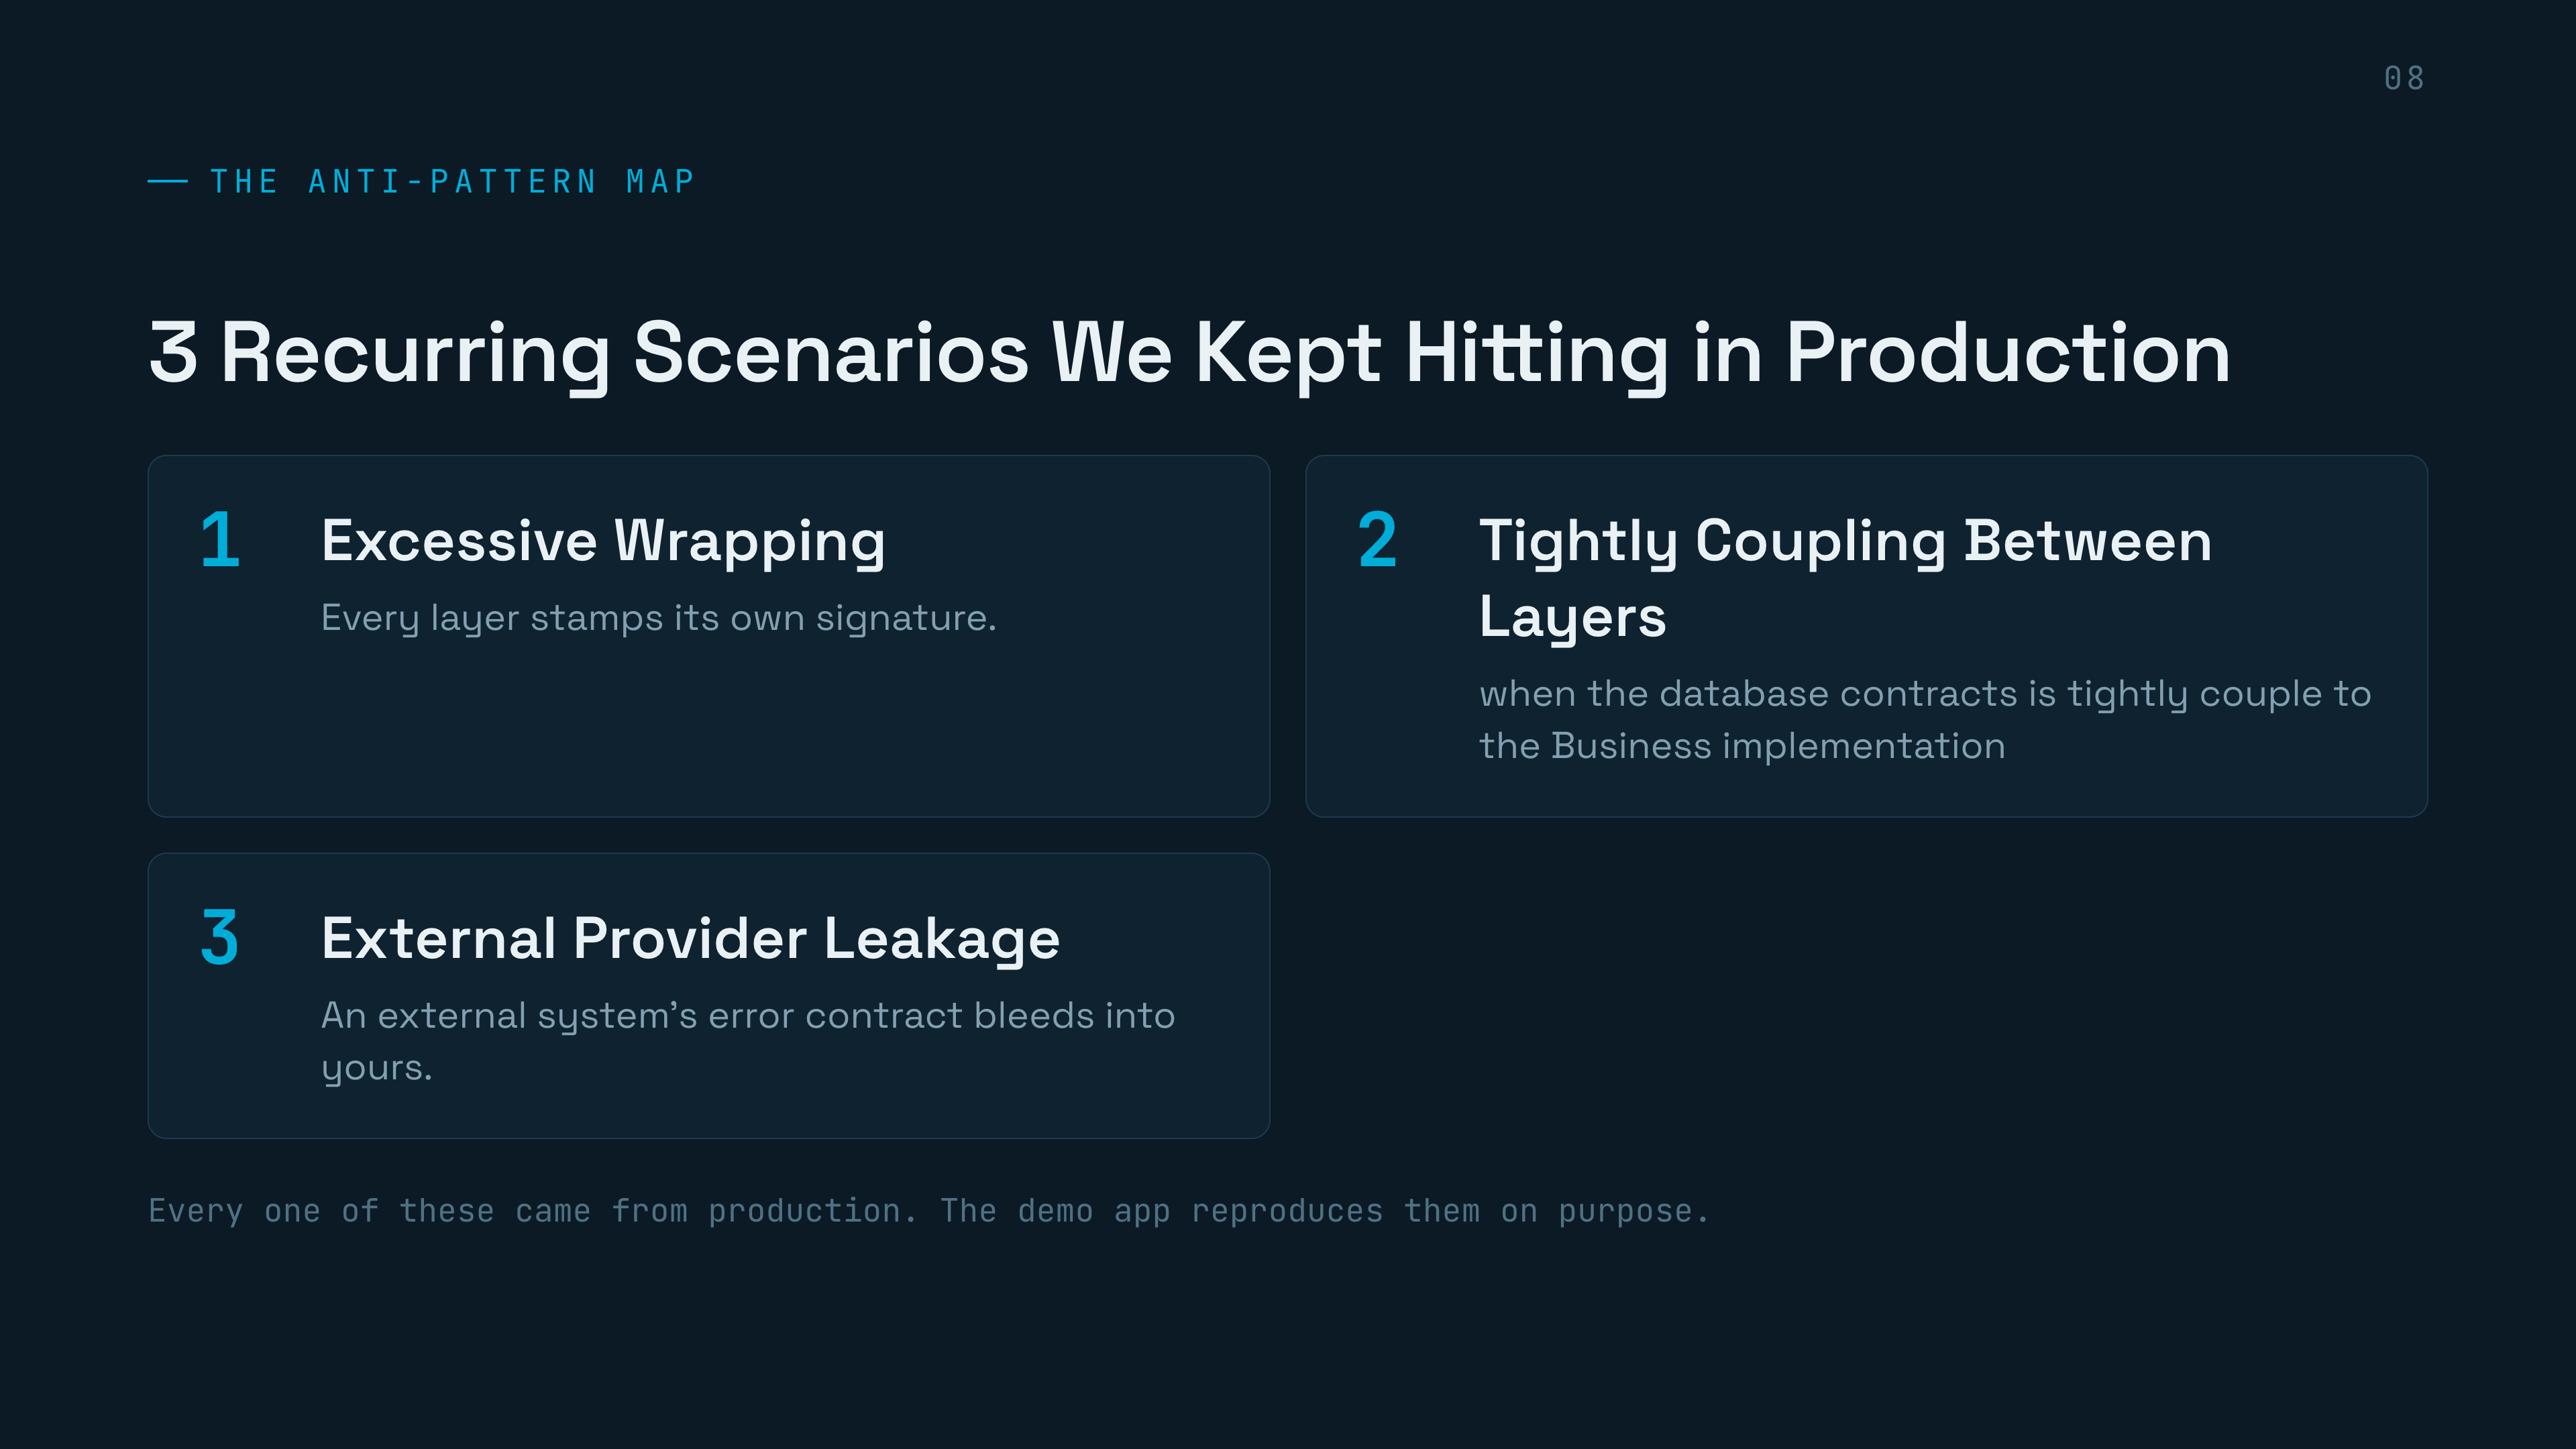 08
THE ANTI-PATTERN MAP
3 Recurring Scenarios We Kept Hitting in Production
1
Excessive Wrapping
Every layer stamps its own signature.
2
Tightly Coupling Between
Layers
when the database contracts is tightly couple to
the Business implementation
3
External Provider Leakage
An external system’s error contract bleeds into
yours.
Every one of these came from production. The demo app reproduces them on purpose.